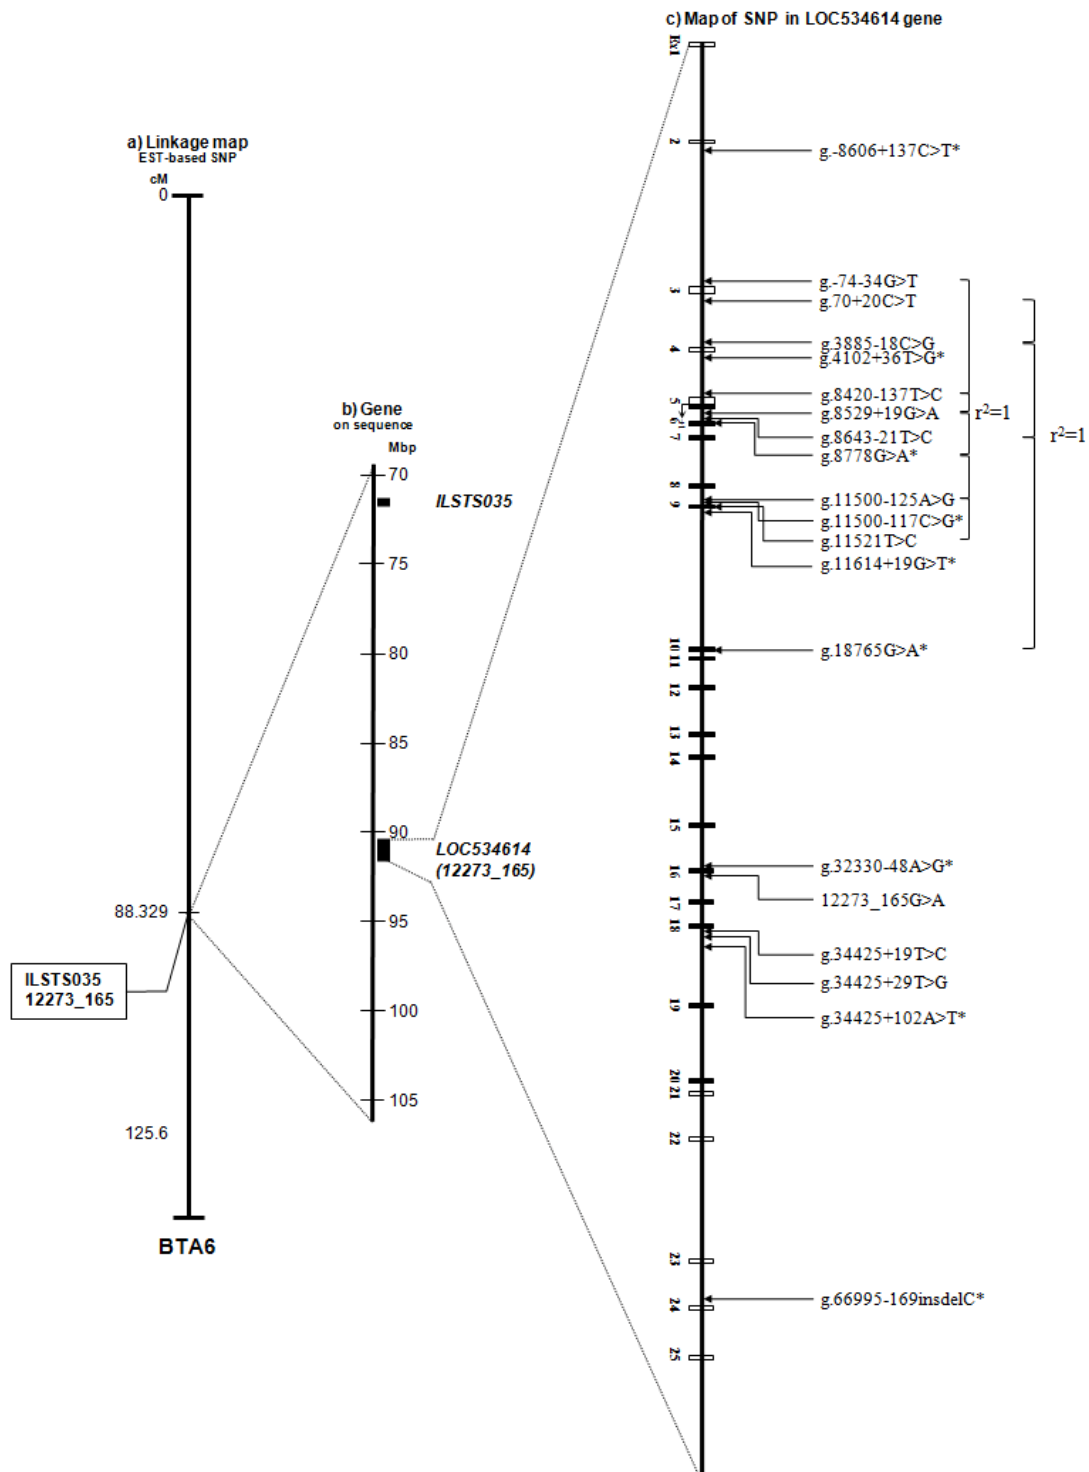 a) Linkage map
EST-based SNP
cM
0
88.329
ILSTS035
12273_165
125.6
BTA6
b) Gene
on sequence
Mbp
70
ILSTS035
75
80
85
90
LOC534614
(12273_165)
95
100
105
c) Map of SNP in LOC534614 gene
Ex1
2
g.-8606+137C>T*
g.-74-34G>T
3
g.70+20C>T
g.3885-18C>G
4
g.4102+36T>G*
g.8420-137T>C
5
g.8529+19G>A
r²=1
6
g.8643-21T>C
7
r²=1
g.8778G>A*
8
g.11500-125A>G
9
g.11500-117C>G*
g.11521T>C
g.11614+19G>T*
10
g.18765G>A*
11
12
13
14
15
g.32330-48A>G*
16
12273_165G>A
17
18
g.34425+19T>C
g.34425+29T>G
19
g.34425+102A>T*
20
21
22
23
g.66995-169insdelC*
24
25